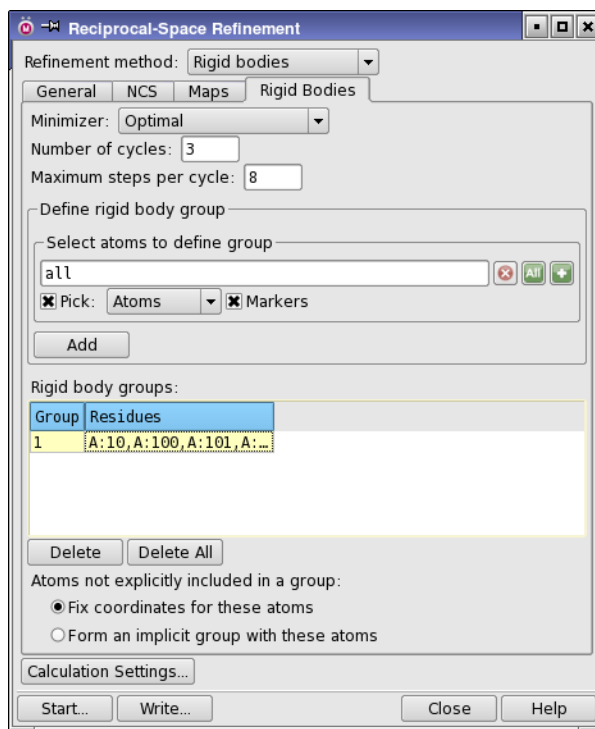 Reciprocal-Space Refinement
Refinement method: Rigid bodies
General NCS Maps Rigid Bodies
Minimizer: Optimal
Number of cycles: 3
Maximum steps per cycle: 8
Define rigid body group
Select atoms to define group
all
All
Pick: Atoms Markers
Add
Rigid body groups:
Group Residues
1 A:10,A:100,A:101,A:...
Delete Delete All
Atoms not explicitly included in a group:
Fix coordinates for these atoms
Form an implicit group with these atoms
Calculation Settings...
Start... Write... Close Help